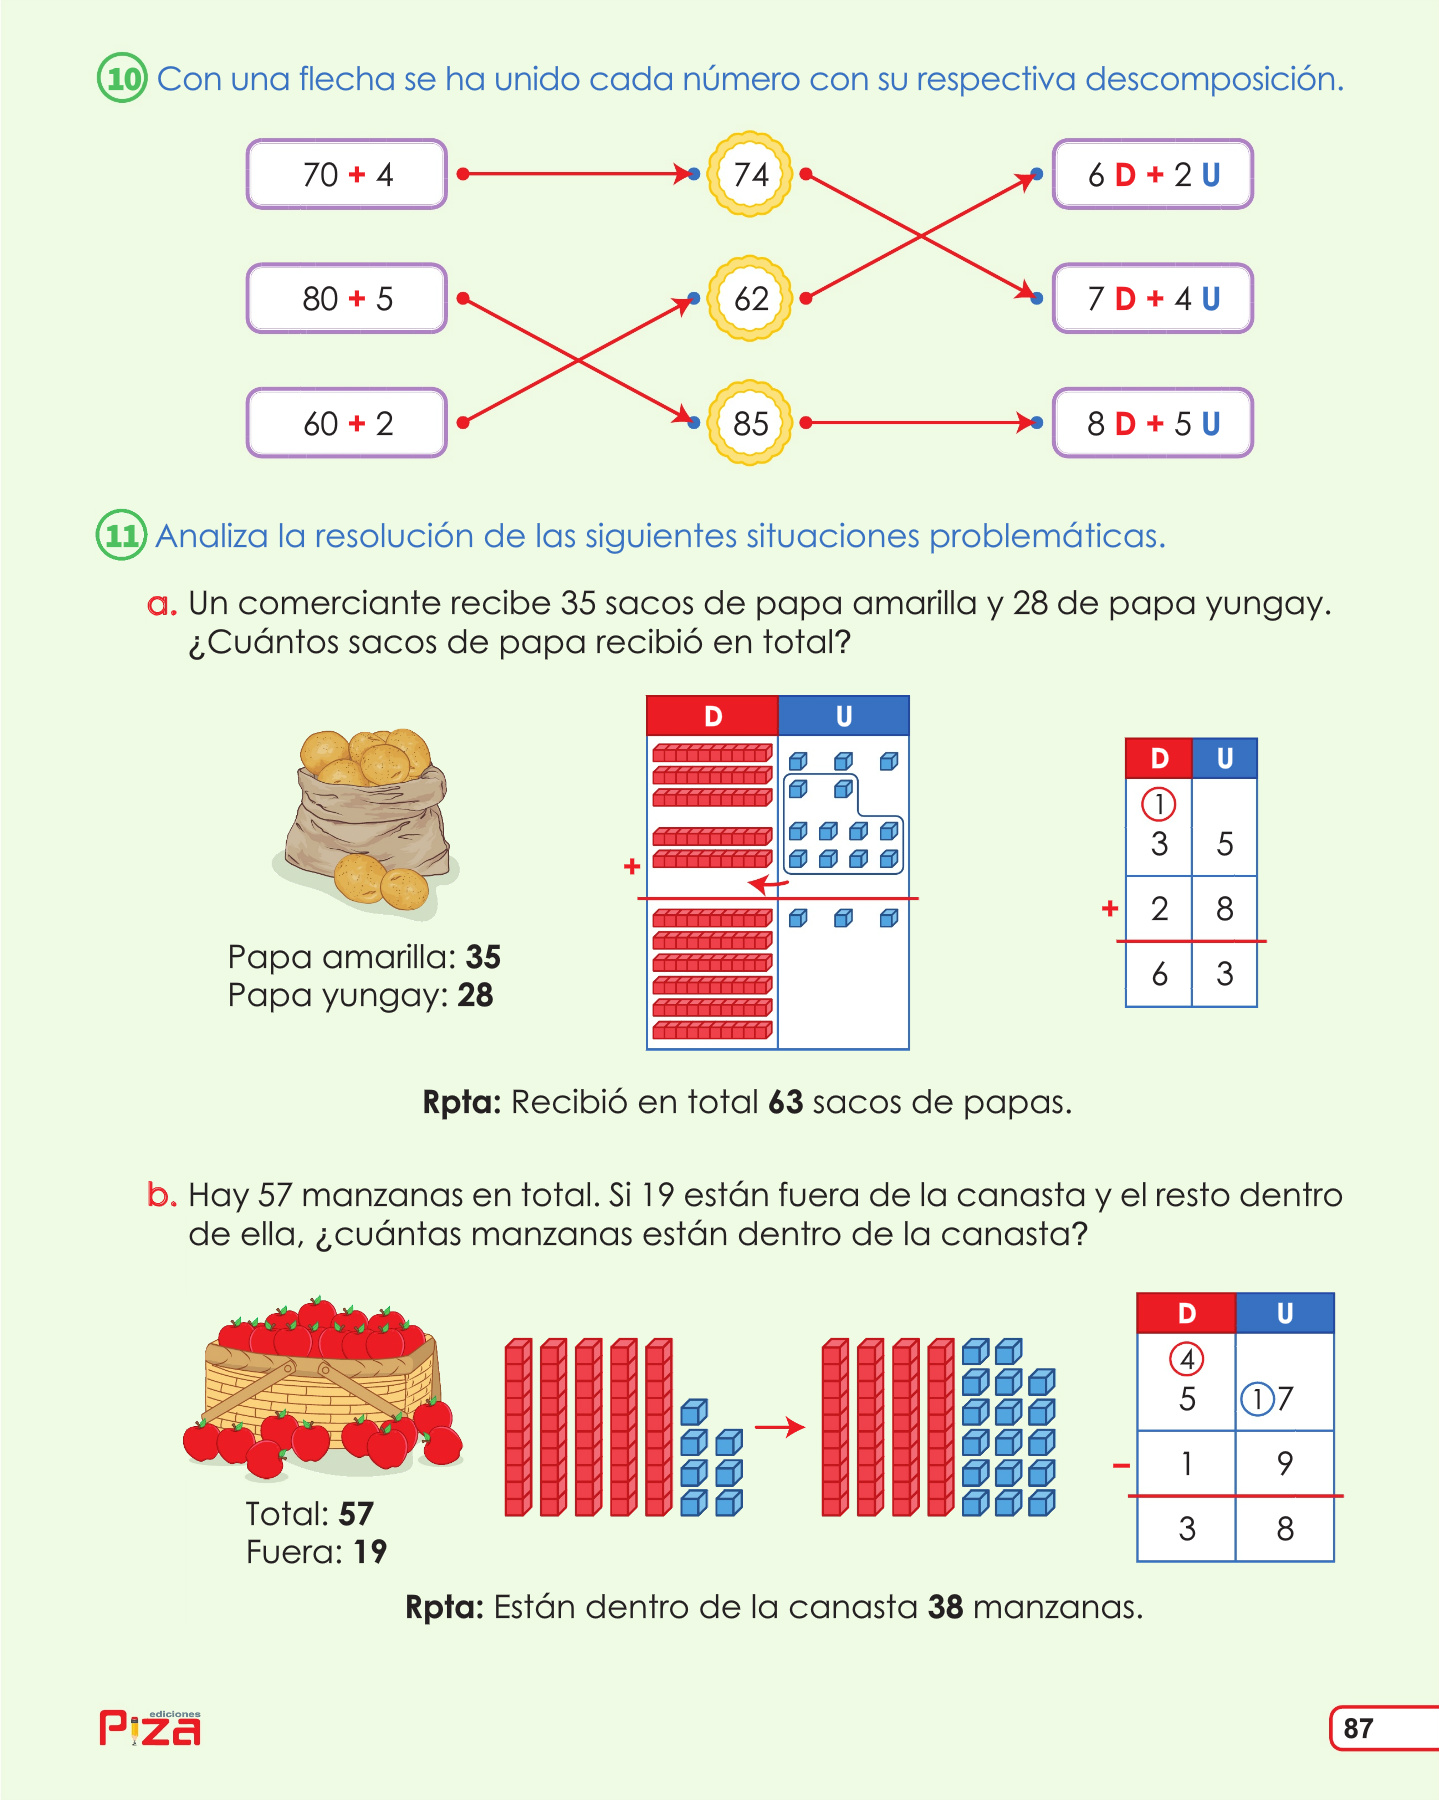 10 Con una flecha se ha unido cada número con su respectiva descomposición.
70 + 4
74
6 D + 2 U
80 + 5
62
7 D + 4 U
60 + 2
85
8 D + 5 U
11 Analiza la resolución de las siguientes situaciones problemáticas.
a. Un comerciante recibe 35 sacos de papa amarilla y 28 de papa yungay.
¿Cuántos sacos de papa recibió en total?
Papa amarilla: 35
Papa yungay: 28
D U
+
D U
1
3 5
+ 2 8
6 3
Rpta: Recibió en total 63 sacos de papas.
b. Hay 57 manzanas en total. Si 19 están fuera de la canasta y el resto dentro
de ella, ¿cuántas manzanas están dentro de la canasta?
Total: 57
Fuera: 19
D U
4
5 1 7
- 1 9
3 8
Rpta: Están dentro de la canasta 38 manzanas.
ediciones
Piza
87